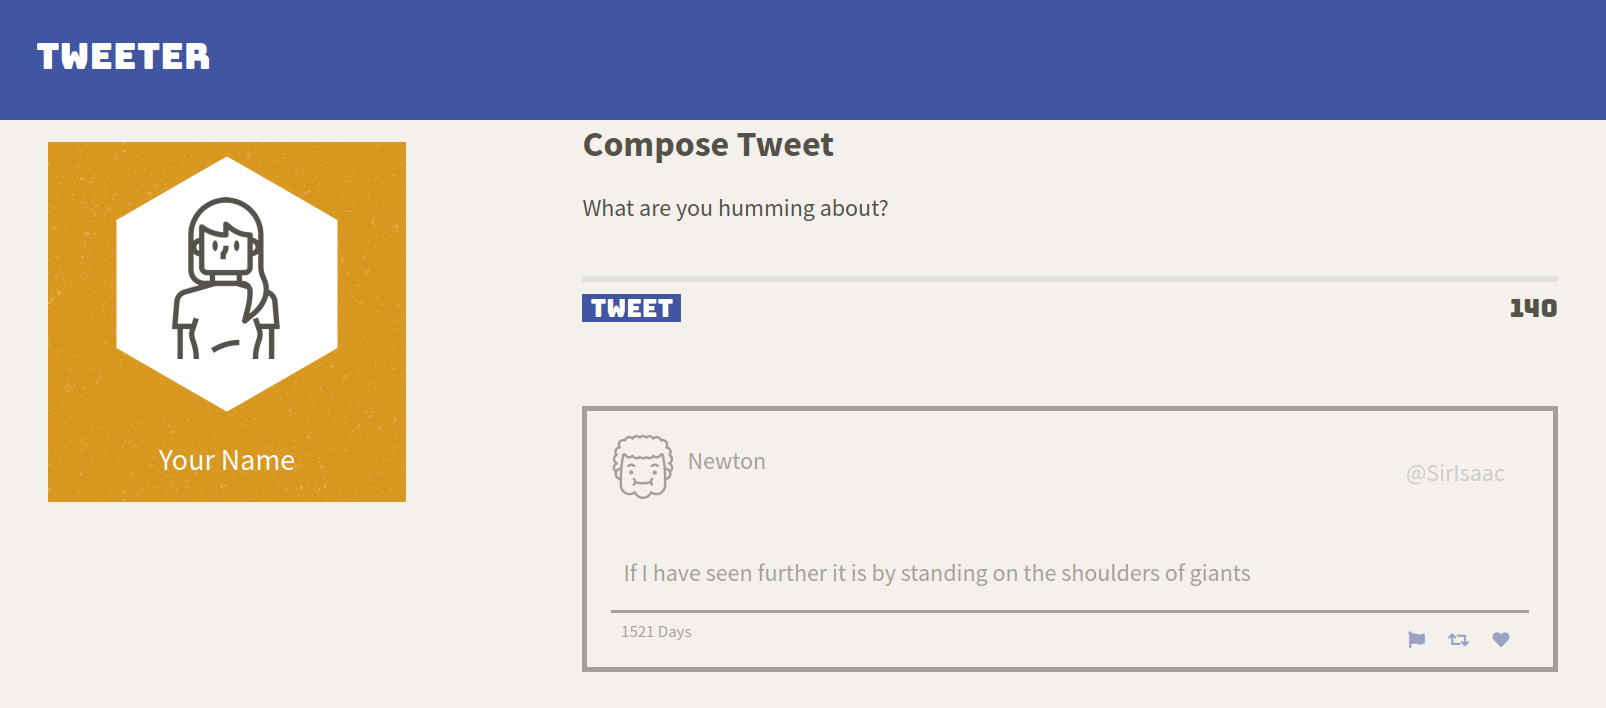 TWEETER
Your Name
Compose Tweet
What are you humming about?
TWEET
140
Newton
@SirIsaac
If I have seen further it is by standing on the shoulders of giants
1521 Days